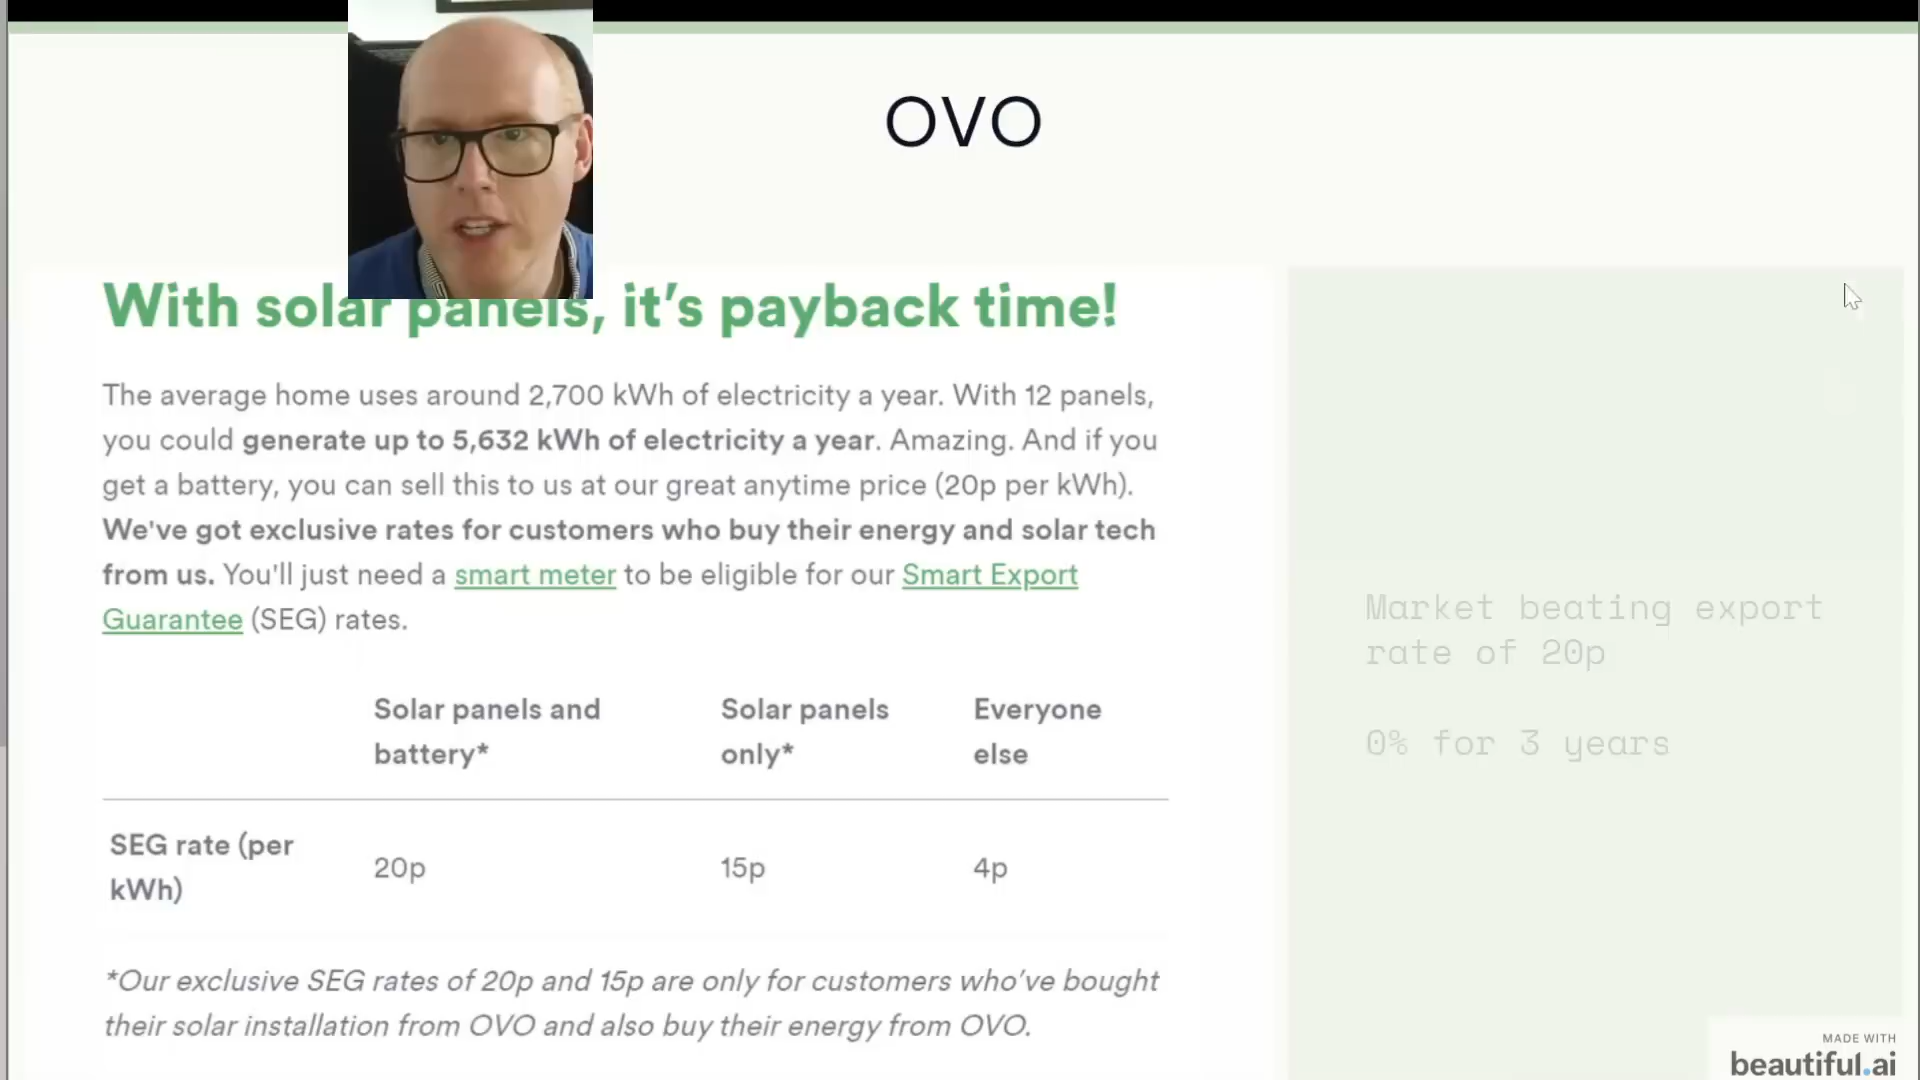 OVO
With solar panels, it's payback time!
The average home uses around 2,700 kWh of electricity a year. With 12 panels,
you could generate up to 5,632 kWh of electricity a year. Amazing. And if you
get a battery, you can sell this to us at our great anytime price (20p per kWh).
We've got exclusive rates for customers who buy their energy and solar tech
from us. You'll just need a smart meter to be eligible for our Smart Export
Guarantee (SEG) rates.
Solar panels and
battery*
Solar panels
only*
Everyone
else
SEG rate (per
kWh)
20p
15p
4p
*Our exclusive SEG rates of 20p and 15p are only for customers who've bought
their solar installation from OVO and also buy their energy from OVO.
Market beating export
rate of 20p
0% for 3 years
MADE WITH
beautiful.ai